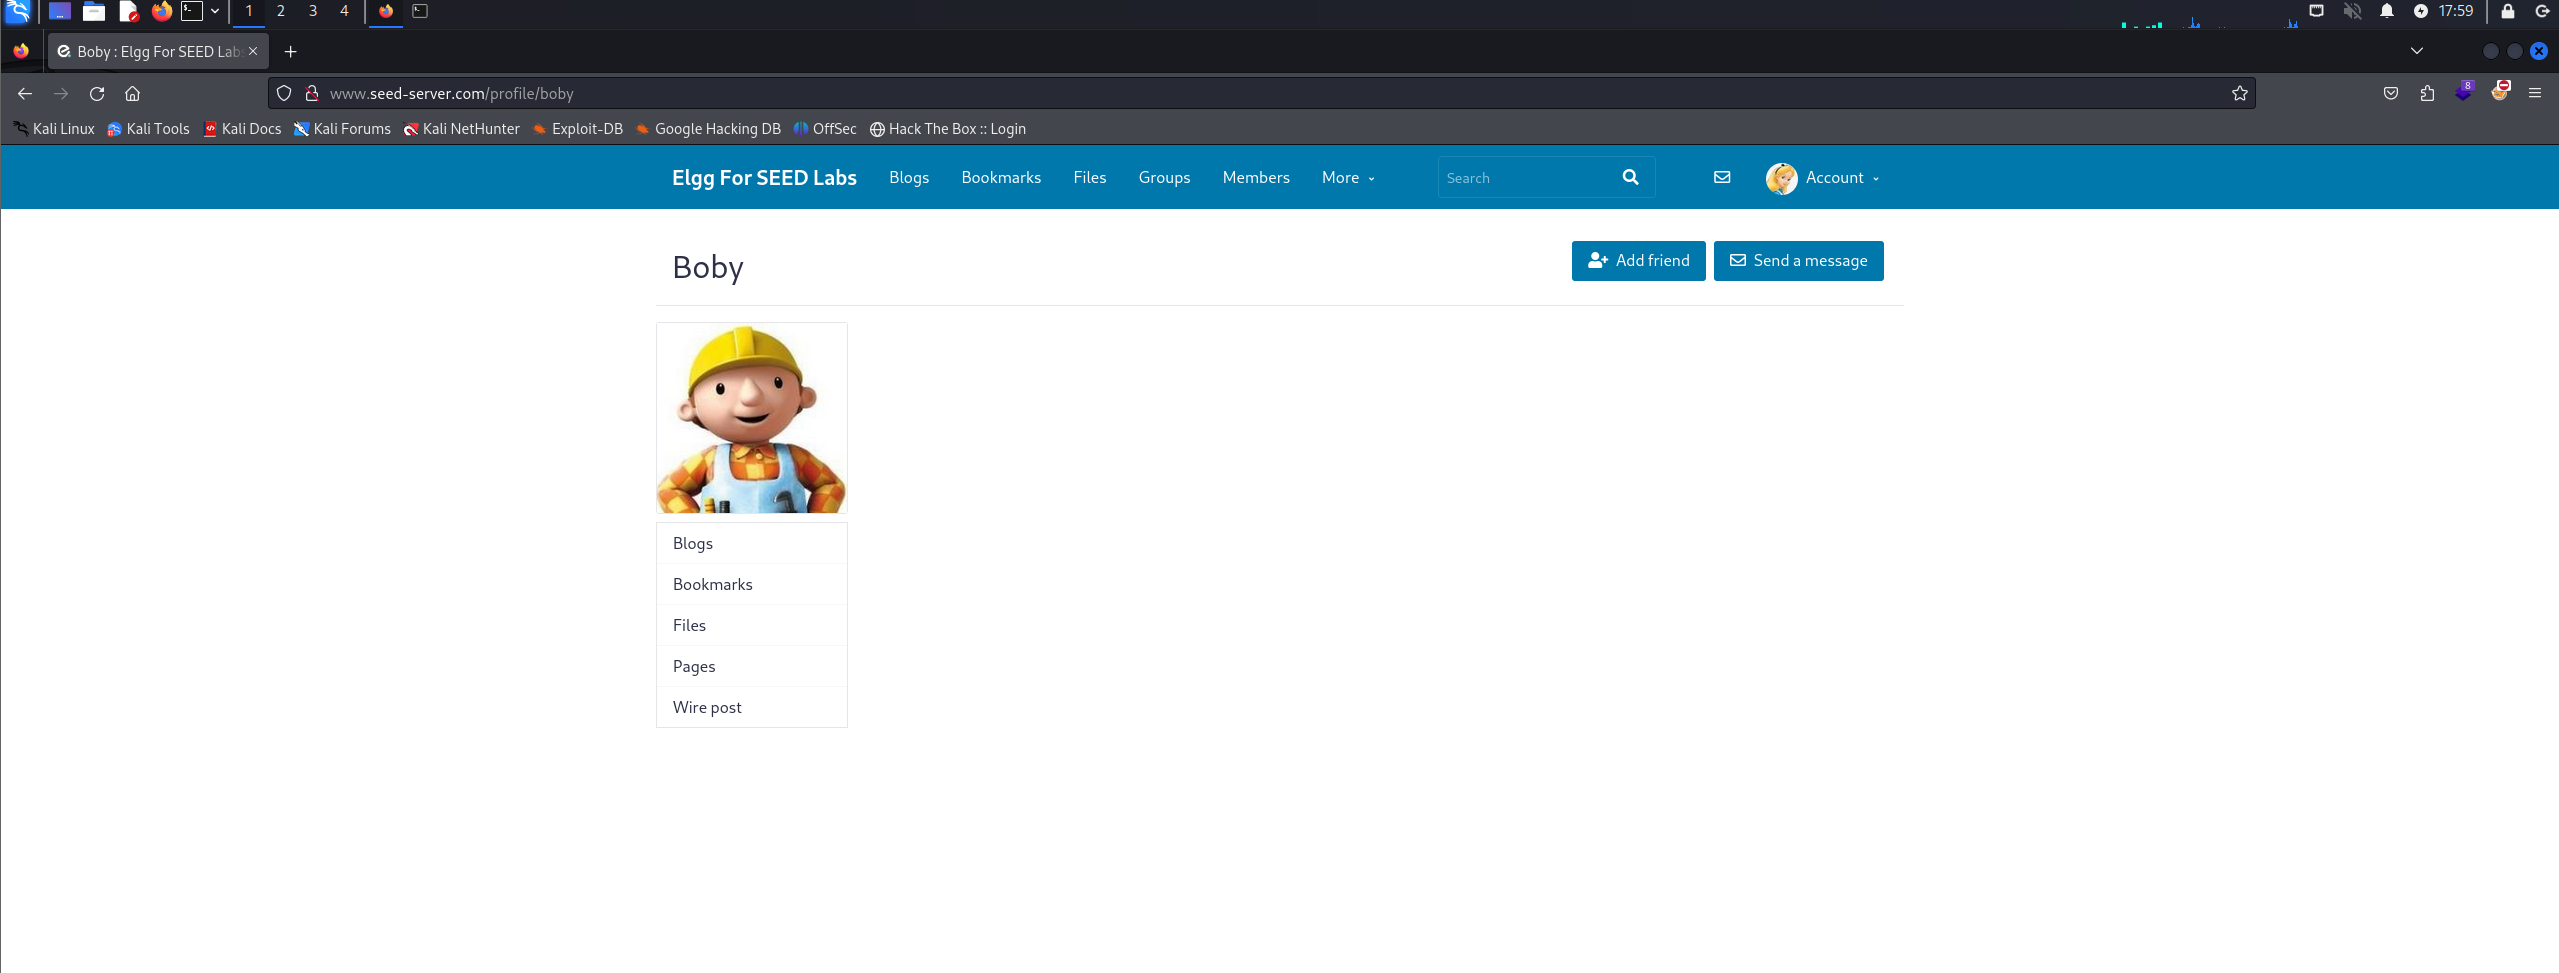 1 2 3 4 17:59
Boby : Elgg For SEED Lab
www.seed-server.com/profile/boby 8
Kali Linux Kali Tools Kali Docs Kali Forums Kali NetHunter Exploit-DB Google Hacking DB OffSec Hack The Box :: Login
Elgg For SEED Labs Blogs Bookmarks Files Groups Members More Search Account
Boby Add friend Send a message
Blogs
Bookmarks
Files
Pages
Wire post